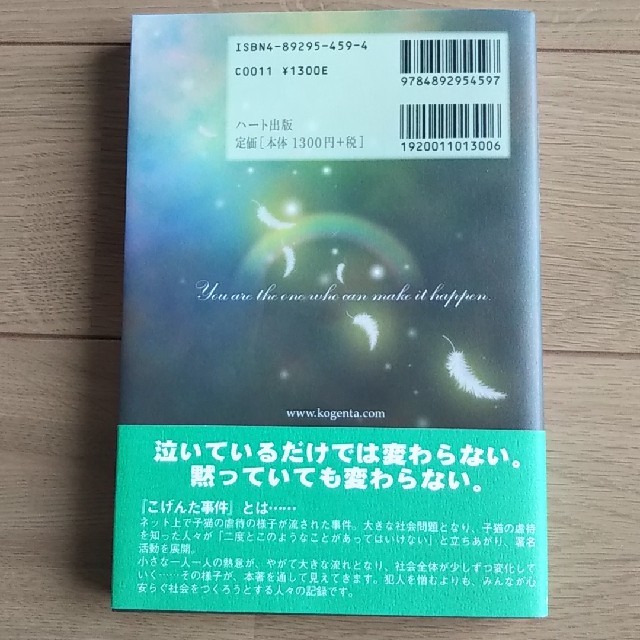 ISBN4-89295-459-4
C0011 ¥1300E
9784892954597
ハート出版
定価[本体 1300円+税]
1920011013006
You are the one who can make it happen.
www.kogenta.com
泣いているだけでは変わらない。
黙っていても変わらない。
『こげんた事件』とは……
ネット上で子猫の虐待の様子が流された事件。大きな社会問題となり、子猫の虐待
を知った人々が「二度とこのようなことがあってはいけない」と立ちあがり、署名
活動を展開。
小さな一人一人の熱意が、やがて大きな流れとなり、社会全体が少しずつ変化して
いく……その様子が、本著を通して見えてきます。犯人を憎むよりも、みんなが心
安らぐ社会をつくろうとする人々の記録です。